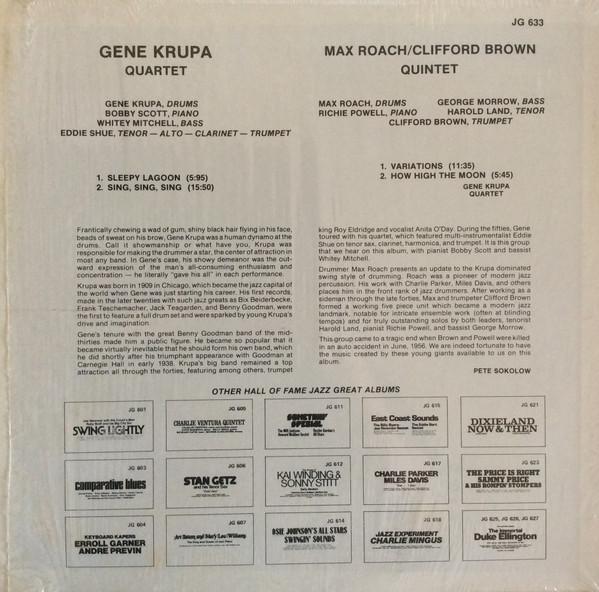 JG 633
GENE KRUPA
QUARTET
GENE KRUPA, DRUMS
BOBBY SCOTT, PIANO
WHITEY MITCHELL, BASS
EDDIE SHUE, TENOR — ALTO — CLARINET — TRUMPET
1. SLEEPY LAGOON (5:95)
2. SING, SING, SING (15:50)
MAX ROACH/CLIFFORD BROWN
QUINTET
MAX ROACH, DRUMS GEORGE MORROW, BASS
RICHIE POWELL, PIANO HAROLD LAND, TENOR
CLIFFORD BROWN, TRUMPET
1. VARIATIONS (11:35)
2. HOW HIGH THE MOON (5:45)
GENE KRUPA
QUARTET
Frantically chewing a wad of gum, shiny black hair flying in his face,
beads of sweat on his brow, Gene Krupa was a human dynamo at the
drums. Call it showmanship or what have you, Krupa was
responsible for making the drummer a star, the center of attraction in
most any band. In Gene's case, his showy demeanor was the out-
ward expression of the man's all-consuming enthusiasm and
concentration — he literally "gave his all" in each performance.
Krupa was born in 1909 in Chicago, which became the jazz capital of
the world when Gene was just starting his career. His first records,
made in the later twenties with such jazz greats as Bix Beiderbecke,
Frank Teschemacher, Jack Teegarden, and Benny Goodman, were
the first to feature a full drum set and were sparked by young Krupa's
drive and imagination.
Gene's tenure with the great Benny Goodman band of the mid-
thirties made him a public figure. He became so popular that it
became virtually inevitable that he should form his own band, which
he did shortly after his triumphant appearance with Goodman at
Carnegie Hall in early 1938. Krupa's big band remained a top
attraction all through the forties, featuring among others, trumpet
king Roy Eldridge and vocalist Anita O'Day. During the fifties, Gene
toured with his quartet, which featured multi-instrumentalist Eddie
Shue on tenor sax, clarinet, harmonica, and trumpet. It is this group
that we hear on this album, with pianist Bobby Scott and bassist
Whitey Mitchell.
Drummer Max Roach presents an update to the Krupa dominated
swing style of drumming. Roach was a pioneer of modern jazz
percussion. His work with Charlie Parker, Miles Davis, and others
places him in the front rank of jazz drummers. After working as a
sideman through the late forties, Max and trumpeter Clifford Brown
formed a working five piece unit which became a modern jazz
landmark, notable for intricate ensemble work (often at blinding
tempos) and for truly outstanding solos by both leaders, tenorist
Harold Land, pianist Richie Powell, and bassist George Morrow.
This group came to a tragic end when Brown and Powell were killed
in an auto accident in June, 1956. We are indeed fortunate to have
the music created by these young giants available to us on this
album.
PETE SOKOLOW
OTHER HALL OF FAME JAZZ GREAT ALBUMS
JG 601
SWING LIGHTLY
JG 605
CHARLIE VENTURA QUINTET
JG 611
SOMETHIN'
SPECIAL
JG 615
East Coast Sounds
JG 621
DIXIELAND
NOW & THEN
JG 603
comparative blues
JG 606
STAN GETZ
and his Tenor Sax
JG 612
KAI WINDING &
SONNY STITT
JG 617
CHARLIE PARKER
MILES DAVIS
JG 623
THE PRICE IS RIGHT
SAMMY PRICE
& HIS ROMPIN' STOMPERS
JG 604
KEYBOARD KAPERS
ERROLL GARNER
ANDRE PREVIN
JG 607
Art Tatum and Mary Lou Williams
JG 614
OSIE JOHNSON'S ALL STARS
SWINGIN' SOUNDS
JG 618
JAZZ EXPERIMENT
CHARLIE MINGUS
JG 625, JG 626, JG 627
The Immortal
Duke Ellington